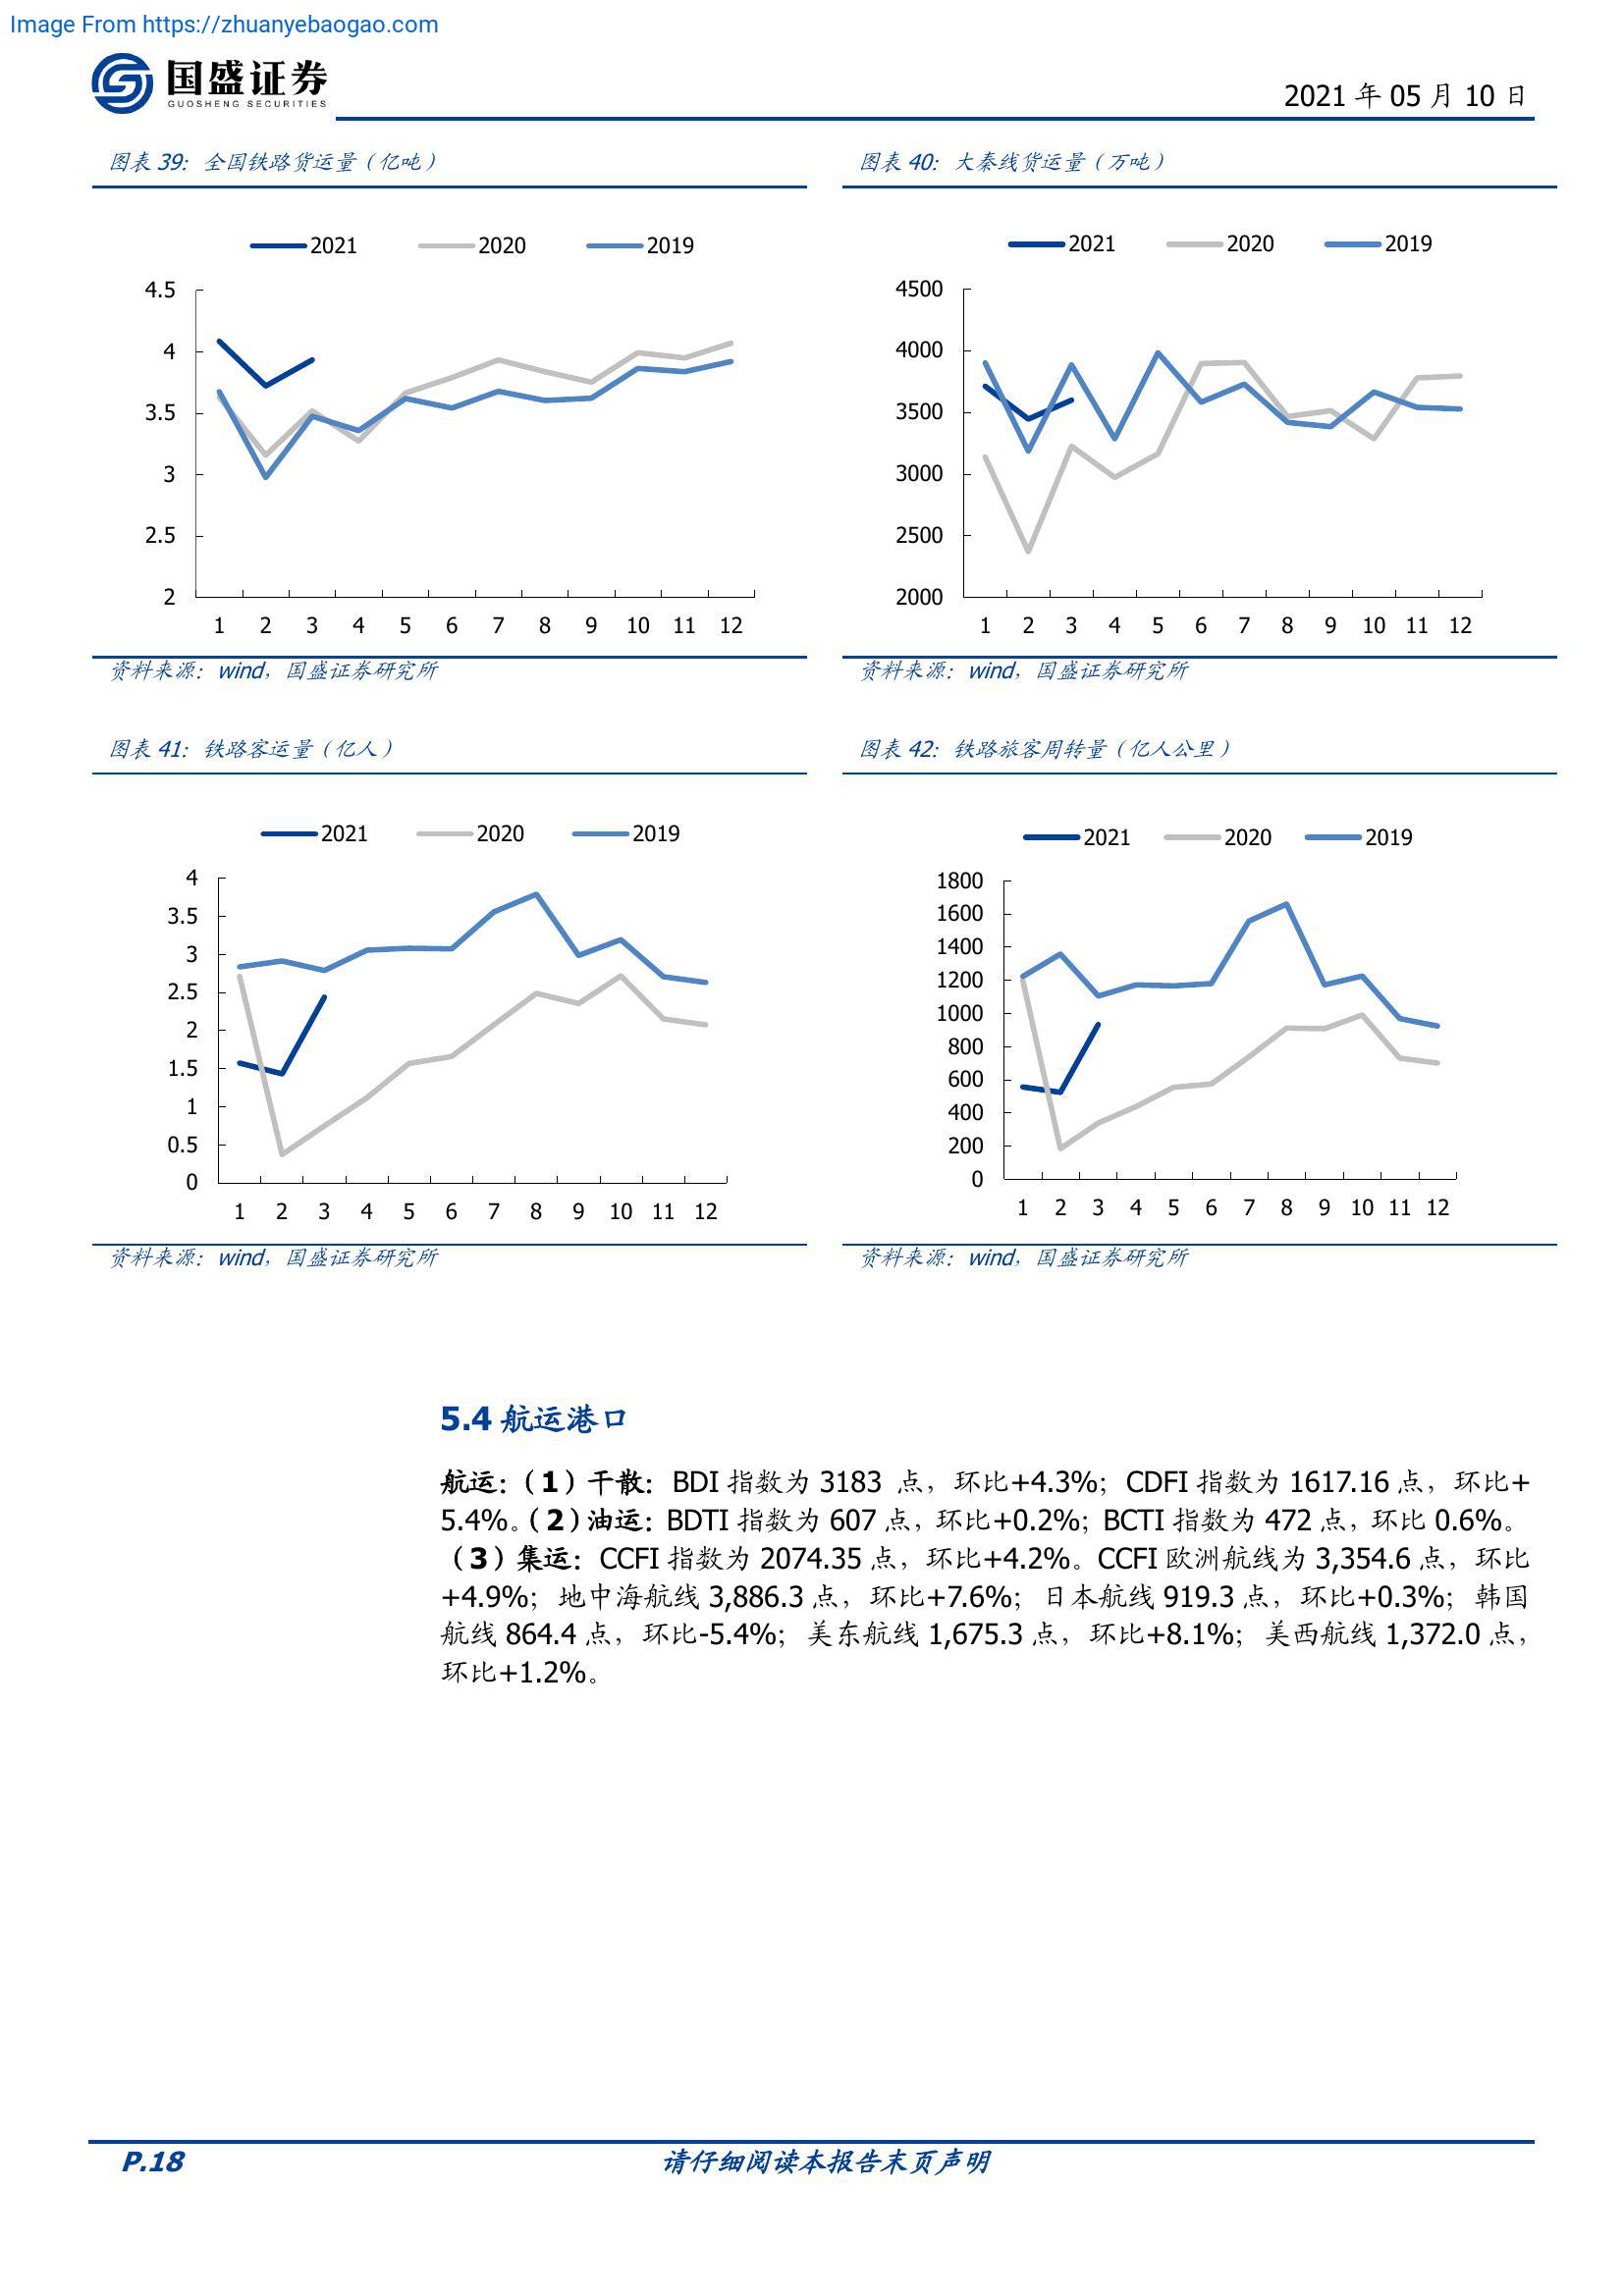 Image From https://zhuanyebaogao.com
国盛证券
GUOSHENG SECURITIES
2021 年 05 月 10 日
图表 39：全国铁路货运量（亿吨）
2021 2020 2019
4.5
4
3.5
3
2.5
2
1 2 3 4 5 6 7 8 9 10 11 12
资料来源：wind，国盛证券研究所
图表 40：大秦线货运量（万吨）
2021 2020 2019
4500
4000
3500
3000
2500
2000
1 2 3 4 5 6 7 8 9 10 11 12
资料来源：wind，国盛证券研究所
图表 41：铁路客运量（亿人）
2021 2020 2019
4
3.5
3
2.5
2
1.5
1
0.5
0
1 2 3 4 5 6 7 8 9 10 11 12
资料来源：wind，国盛证券研究所
图表 42：铁路旅客周转量（亿人公里）
2021 2020 2019
1800
1600
1400
1200
1000
800
600
400
200
0
1 2 3 4 5 6 7 8 9 10 11 12
资料来源：wind，国盛证券研究所
5.4 航运港口
航运：（1）干散：BDI 指数为 3183 点，环比+4.3%；CDFI 指数为 1617.16 点，环比+
5.4%。（2）油运：BDTI 指数为 607 点，环比+0.2%；BCTI 指数为 472 点，环比 0.6%。
（3）集运：CCFI 指数为 2074.35 点，环比+4.2%。CCFI 欧洲航线为 3,354.6 点，环比
+4.9%；地中海航线 3,886.3 点，环比+7.6%；日本航线 919.3 点，环比+0.3%；韩国
航线 864.4 点，环比-5.4%；美东航线 1,675.3 点，环比+8.1%；美西航线 1,372.0 点，
环比+1.2%。
P.18
请仔细阅读本报告末页声明